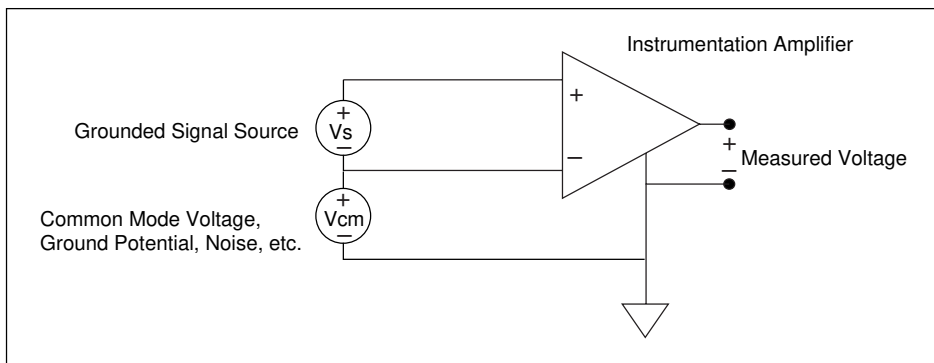 Instrumentation Amplifier
+
Grounded Signal Source
+
Vs
−
−
+
−
Measured Voltage
Common Mode Voltage,
Ground Potential, Noise, etc.
+
Vcm
−